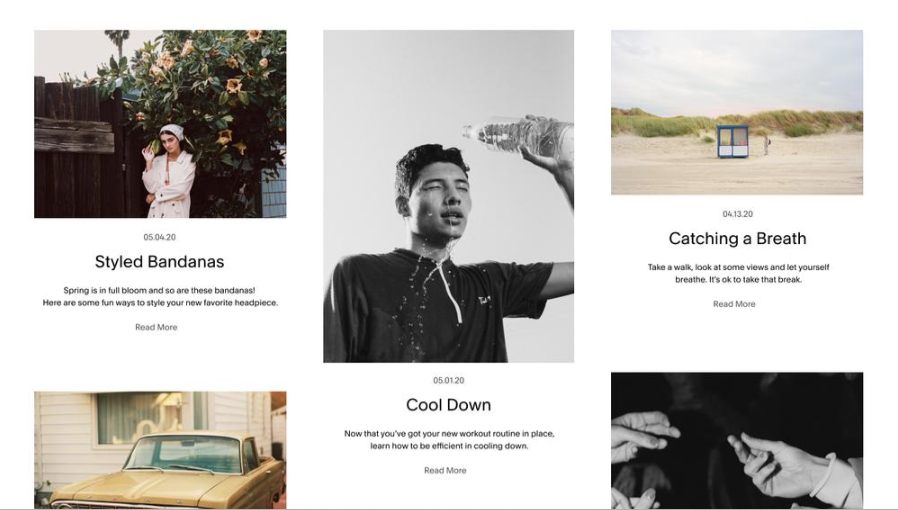 05.04.20
Styled Bandanas
Spring is in full bloom and so are these bandanas!
Here are some fun ways to style your new favorite headpiece.
Read More
05.01.20
Cool Down
Now that you've got your new workout routine in place,
learn how to be efficient in cooling down.
Read More
04.13.20
Catching a Breath
Take a walk, look at some views and let yourself
breathe. It's ok to take that break.
Read More